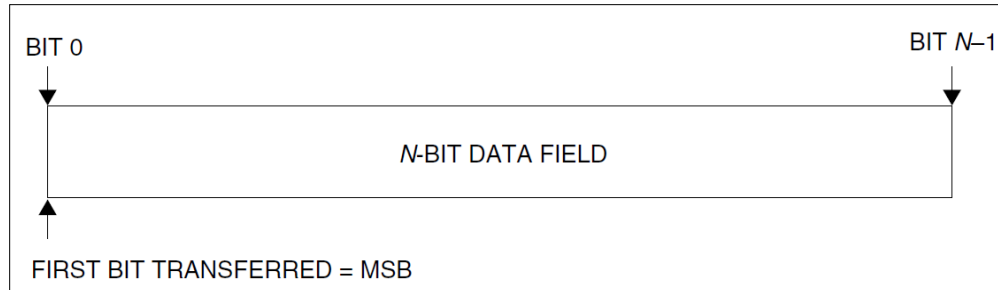 BIT 0
BIT N–1
N-BIT DATA FIELD
FIRST BIT TRANSFERRED = MSB